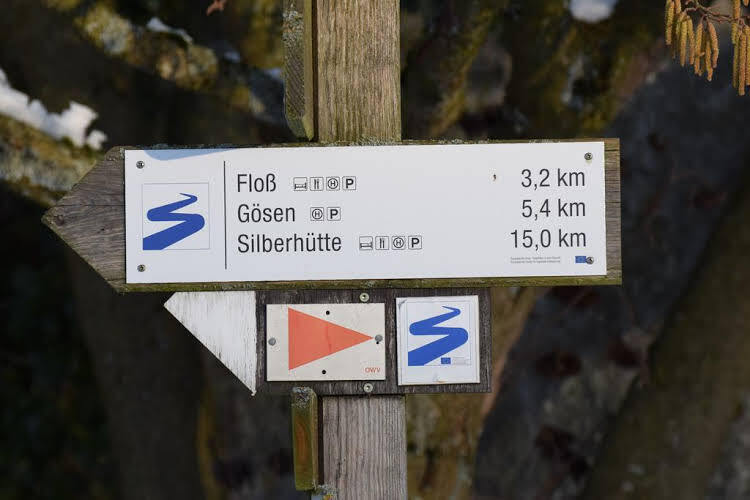 Floß H P 3,2 km
Gösen H P 5,4 km
Silberhütte H P 15,0 km
OWV